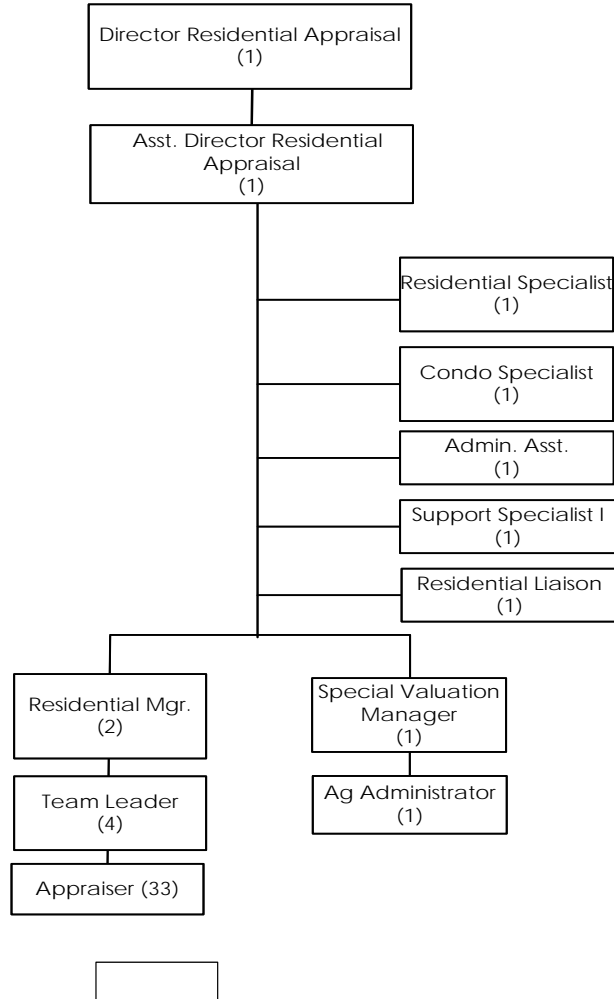 Director Residential Appraisal
(1)
Asst. Director Residential
Appraisal
(1)
Residential Specialist
(1)
Condo Specialist
(1)
Admin. Asst.
(1)
Support Specialist I
(1)
Residential Liaison
(1)
Residential Mgr.
(2)
Special Valuation
Manager
(1)
Team Leader
(4)
Ag Administrator
(1)
Appraiser (33)